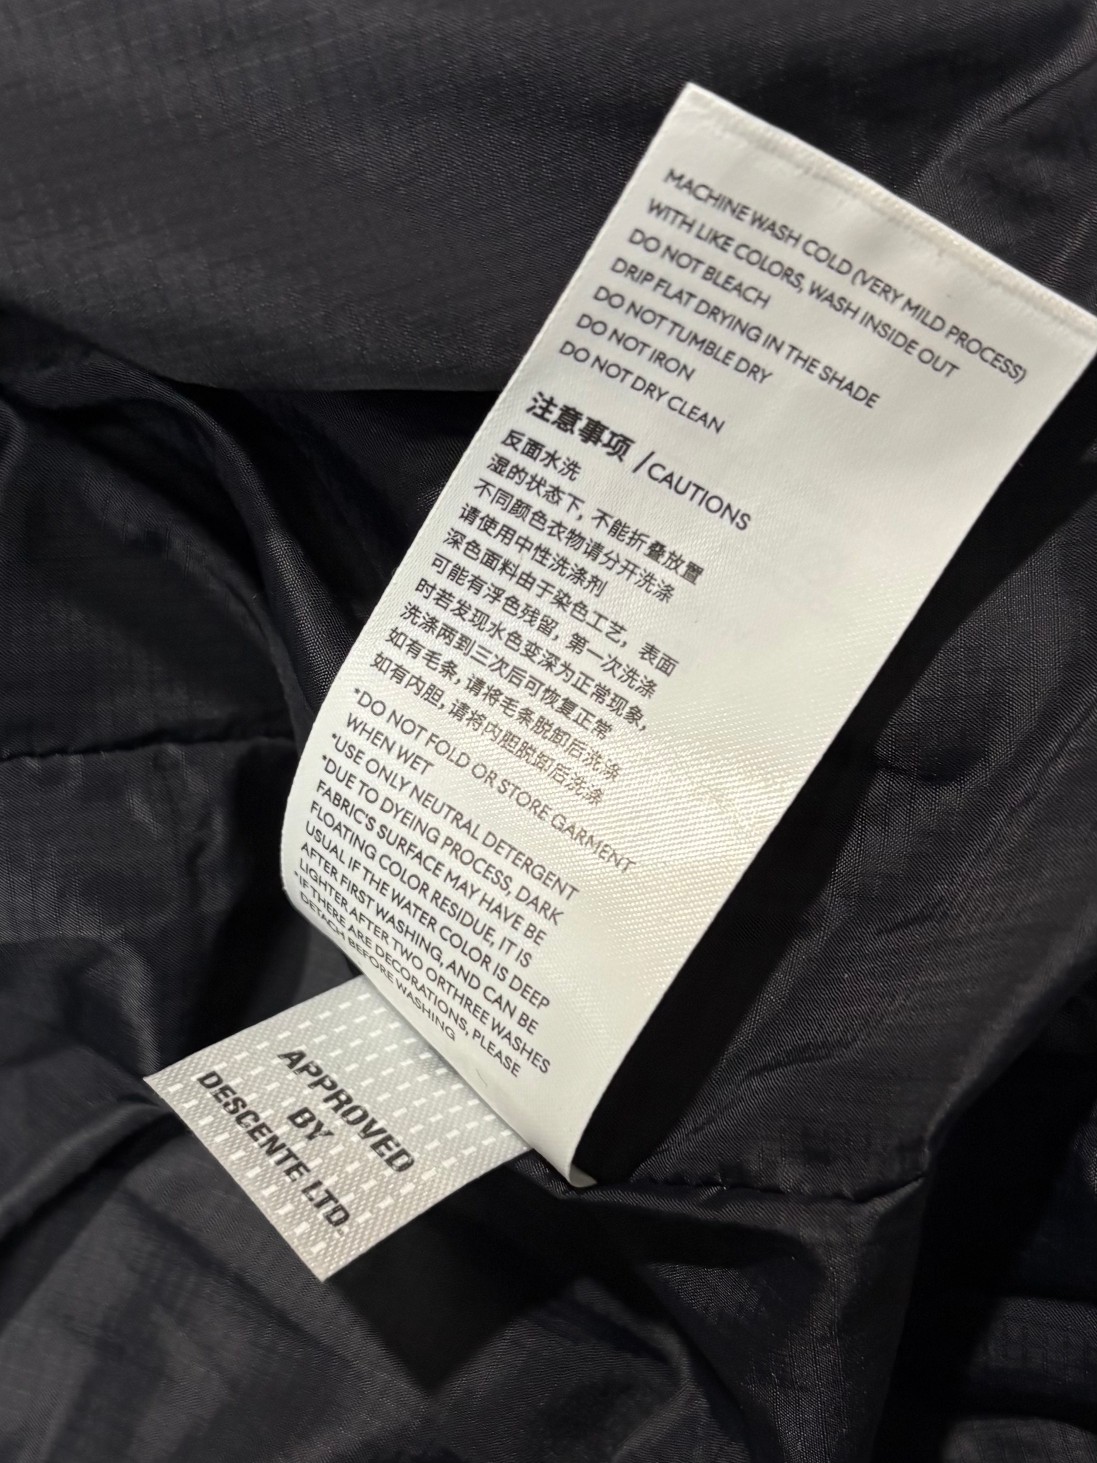 MACHINE WASH COLD (VERY MILD PROCESS)
WITH LIKE COLORS, WASH INSIDE OUT
DO NOT BLEACH
DRIP FLAT DRYING IN THE SHADE
DO NOT TUMBLE DRY
DO NOT IRON
DO NOT DRY CLEAN
注意事项 /CAUTIONS
反面水洗
湿的状态下, 不能折叠放置
不同颜色衣物请分开洗涤
请使用中性洗涤剂
深色面料由于染色工艺, 表面
可能有浮色残留, 第一次洗涤
时若发现水色变深为正常现象,
洗涤两到三次后可恢复正常
如有毛条, 请将毛条脱卸后洗涤
如有内胆, 请将内胆脱卸后洗涤
*DO NOT FOLD OR STORE GARMENT
WHEN WET
*USE ONLY NEUTRAL DETERGENT
*DUE TO DYEING PROCESS, DARK
FABRIC'S SURFACE MAY HAVE BE
FLOATING COLOR RESIDUE, IT IS
USUAL IF THE WATER COLOR IS DEEP
AFTER FIRST WASHING, AND CAN BE
LIGHTER AFTER TWO ORTHREE WASHES
*IF THERE ARE DECORATIONS, PLEASE
DETACH BEFORE WASHING
APPROVED
BY
DESCENTE LTD.